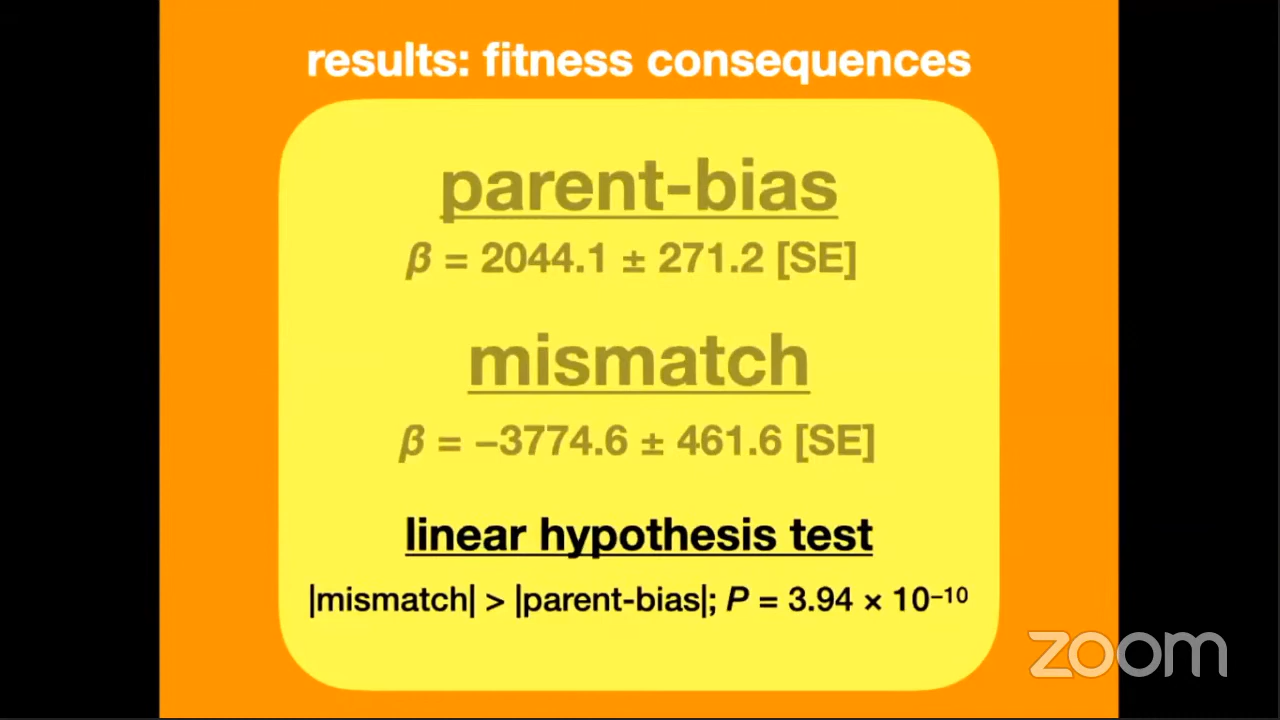 results: fitness consequences
parent-bias
β = 2044.1 ± 271.2 [SE]
mismatch
β = −3774.6 ± 461.6 [SE]
linear hypothesis test
|mismatch| > |parent-bias|; P = 3.94 × 10⁻¹⁰
zoom